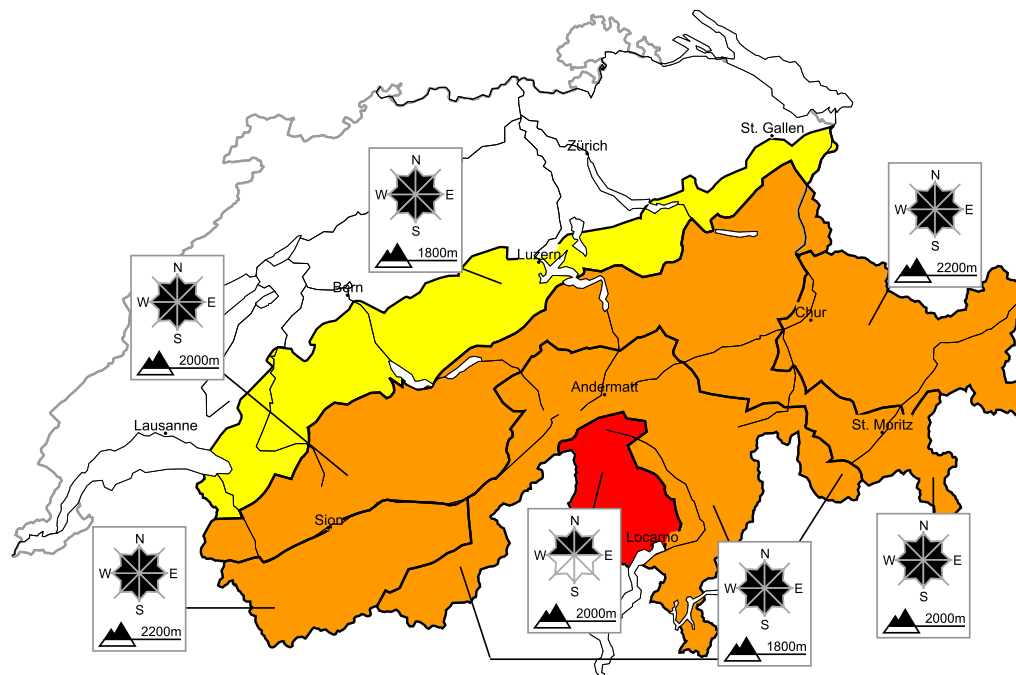 St. Gallen
Zürich
N
W E
S
1800m
N
W E
S
2200m
Luzern
N
W E
S
2000m
Bern
Chur
Andermatt
Lausanne
St. Moritz
Sion
Locarno
N
W E
S
2200m
N
W E
S
2000m
N
W E
S
1800m
N
W E
S
2000m